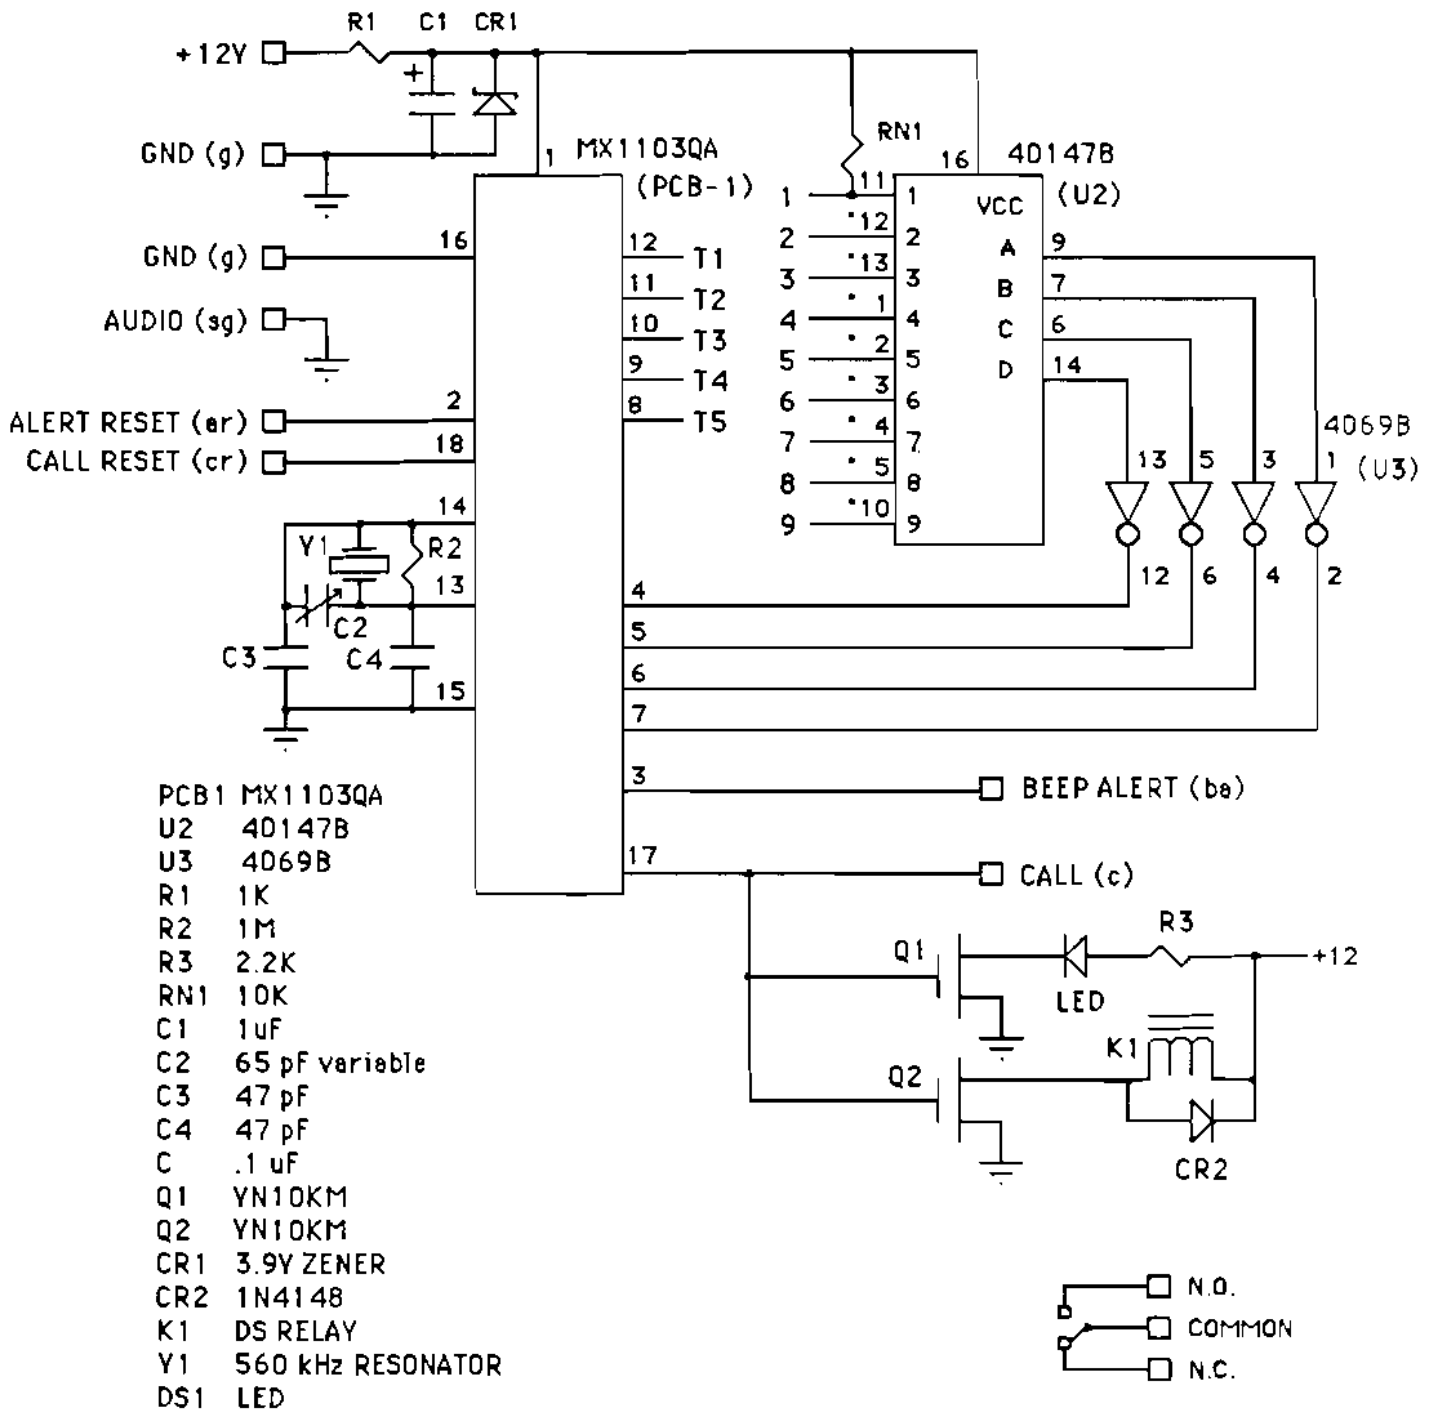 R1 C1 CR1
+12V
GND (g)
1 MX1103QA
(PCB-1)
RN1
16 40147B
(U2)
VCC
1 11 1
2 *12 2
3 *13 3
4 * 1 4
5 * 2 5
6 * 3 6
7 * 4 7
8 * 5 8
9 *10 9
A 9
B 7
C 6
D 14
GND (g) 16
12 T1
11 T2
10 T3
9 T4
8 T5
AUDIO (sg)
ALERT RESET (ar) 2
CALL RESET (cr) 18
4069B
(U3)
13 5 3 1
12 6 4 2
14
Y1 R2
13
C2
C3 C4
15
4
5
6
7
3 BEEP ALERT (ba)
17 CALL (c)
Q1 LED R3 +12
K1
Q2
CR2
PCB1 MX1103QA
U2 40147B
U3 4069B
R1 1K
R2 1M
R3 2.2K
RN1 10K
C1 1uF
C2 65 pF variable
C3 47 pF
C4 47 pF
C .1 uF
Q1 VN10KM
Q2 VN10KM
CR1 3.9V ZENER
CR2 1N4148
K1 DS RELAY
Y1 560 kHz RESONATOR
DS1 LED
N.O.
COMMON
N.C.